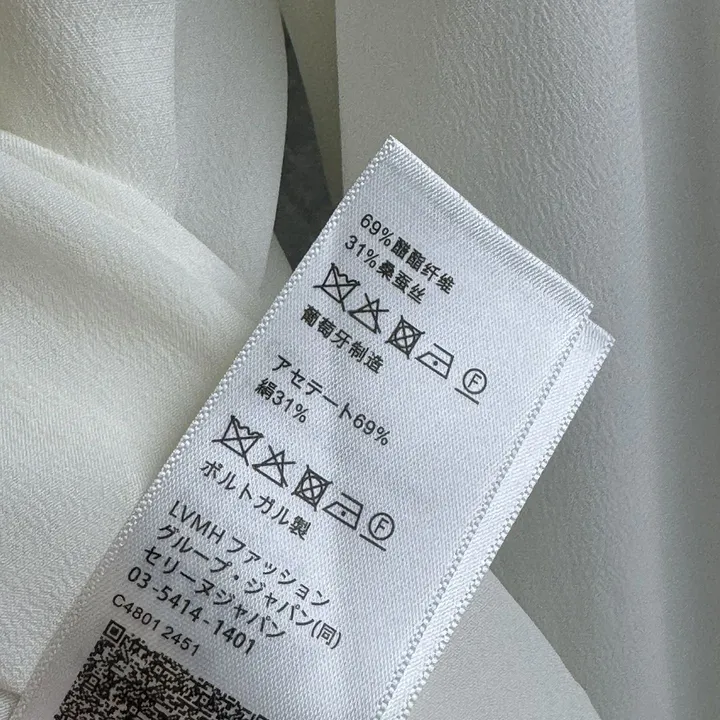 69%醋酯纤维
31%桑蚕丝
F
葡萄牙制造
アセテート69%
絹31%
F
ポルトガル製
LVMH ファッション
グループ・ジャパン(同)
セリーヌジャパン
03-5414-1401
C4801 2451